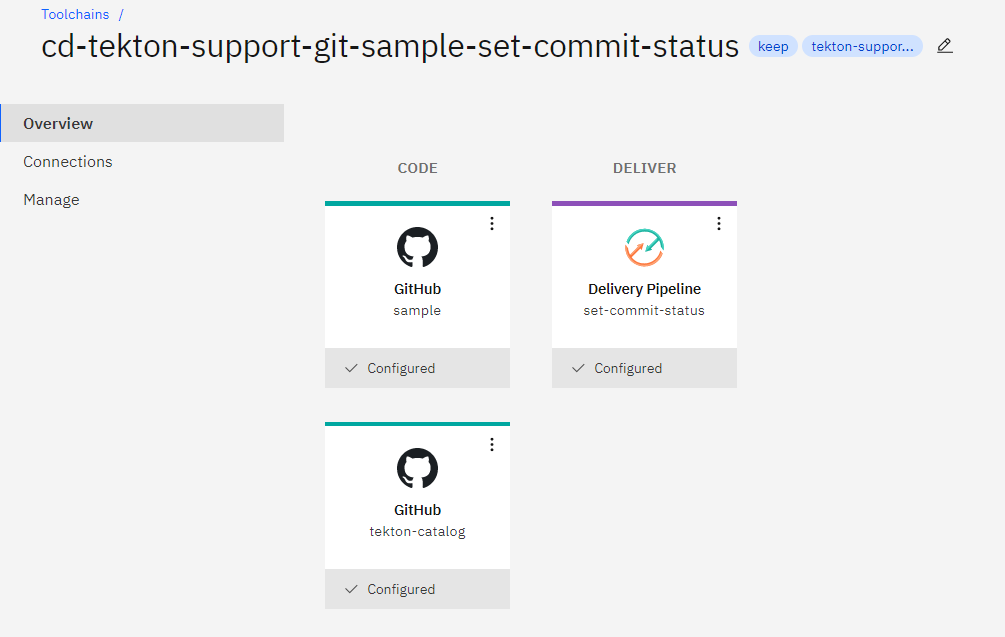 Toolchains /
cd-tekton-support-git-sample-set-commit-status keep tekton-suppor...
Overview
Connections
Manage
CODE
GitHub
sample
Configured
GitHub
tekton-catalog
Configured
DELIVER
Delivery Pipeline
set-commit-status
Configured